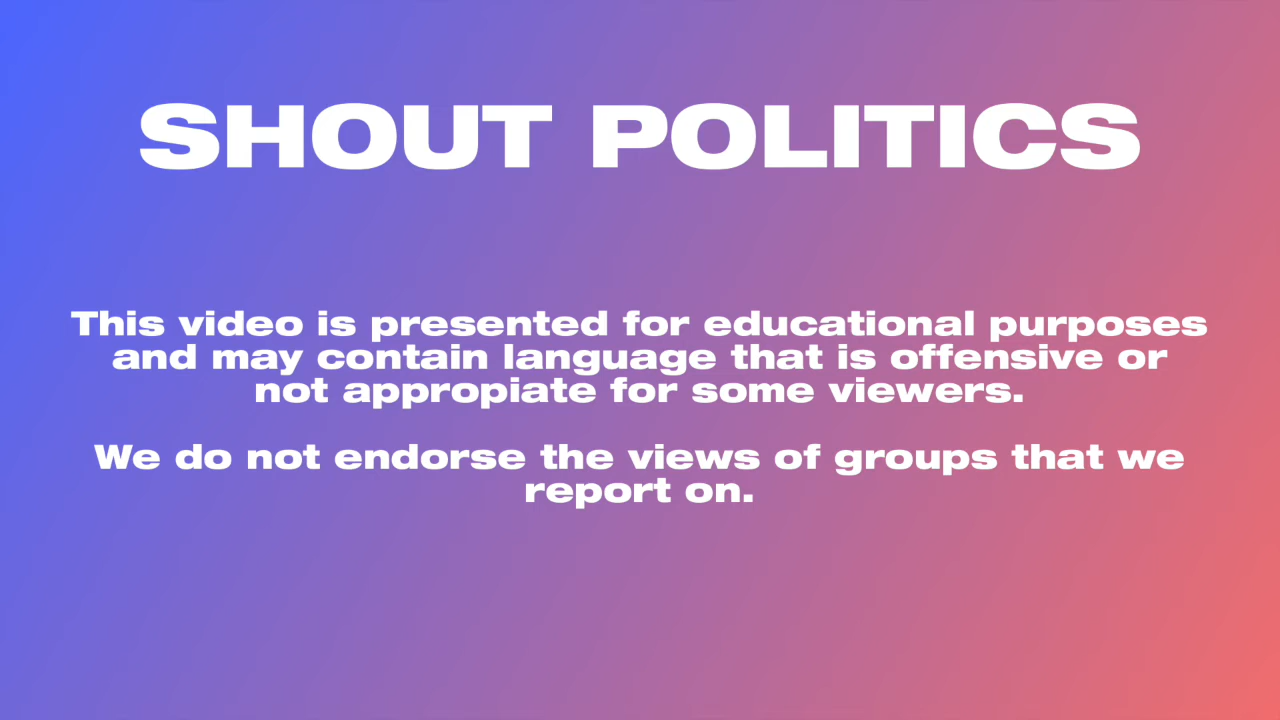 SHOUT POLITICS
This video is presented for educational purposes
and may contain language that is offensive or
not appropiate for some viewers.
We do not endorse the views of groups that we
report on.